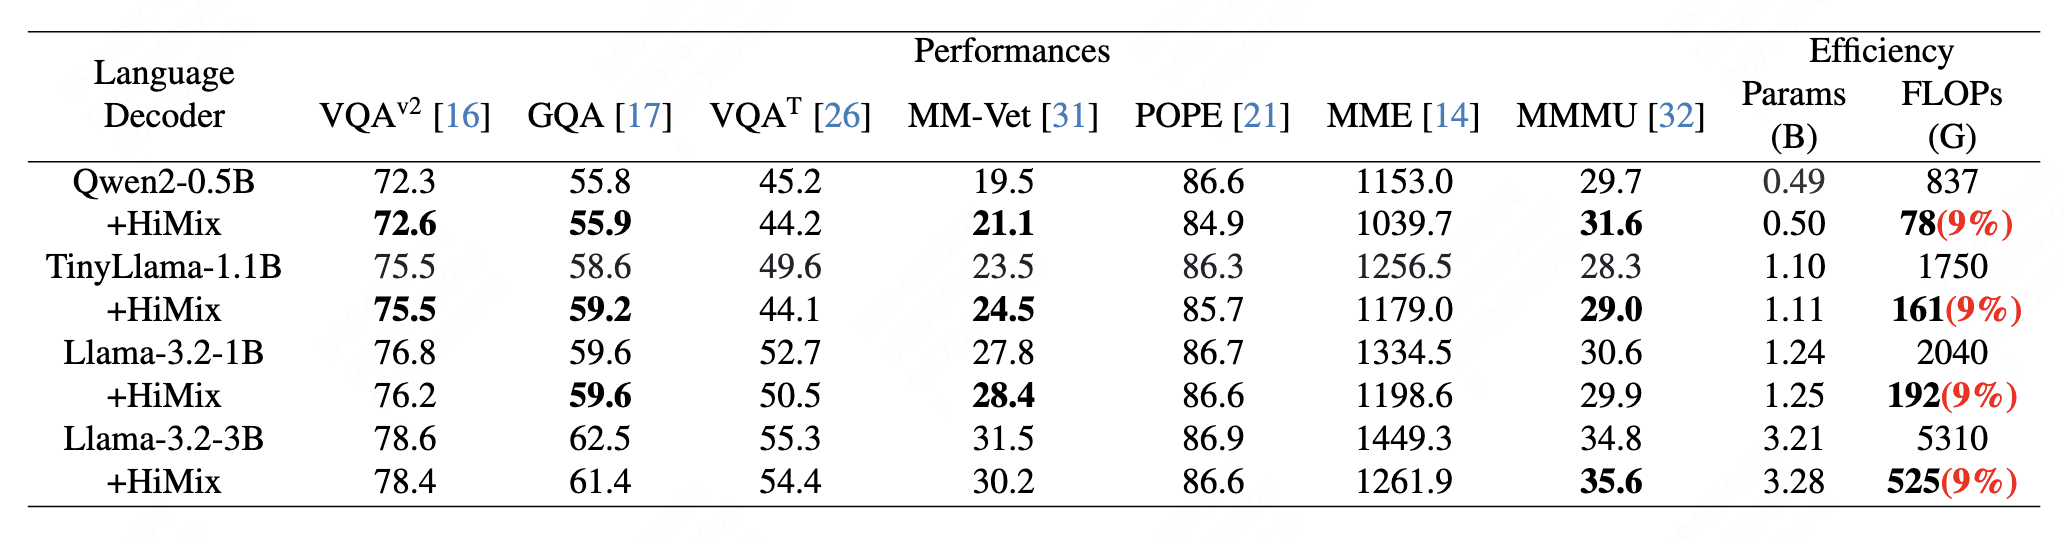 Language Decoder Performances Efficiency
VQA^v2 [16] GQA [17] VQA^T [26] MM-Vet [31] POPE [21] MME [14] MMMU [32] Params (B) FLOPs (G)
Qwen2-0.5B 72.3 55.8 45.2 19.5 86.6 1153.0 29.7 0.49 837
+HiMix 72.6 55.9 44.2 21.1 84.9 1039.7 31.6 0.50 78(9%)
TinyLlama-1.1B 75.5 58.6 49.6 23.5 86.3 1256.5 28.3 1.10 1750
+HiMix 75.5 59.2 44.1 24.5 85.7 1179.0 29.0 1.11 161(9%)
Llama-3.2-1B 76.8 59.6 52.7 27.8 86.7 1334.5 30.6 1.24 2040
+HiMix 76.2 59.6 50.5 28.4 86.6 1198.6 29.9 1.25 192(9%)
Llama-3.2-3B 78.6 62.5 55.3 31.5 86.9 1449.3 34.8 3.21 5310
+HiMix 78.4 61.4 54.4 30.2 86.6 1261.9 35.6 3.28 525(9%)